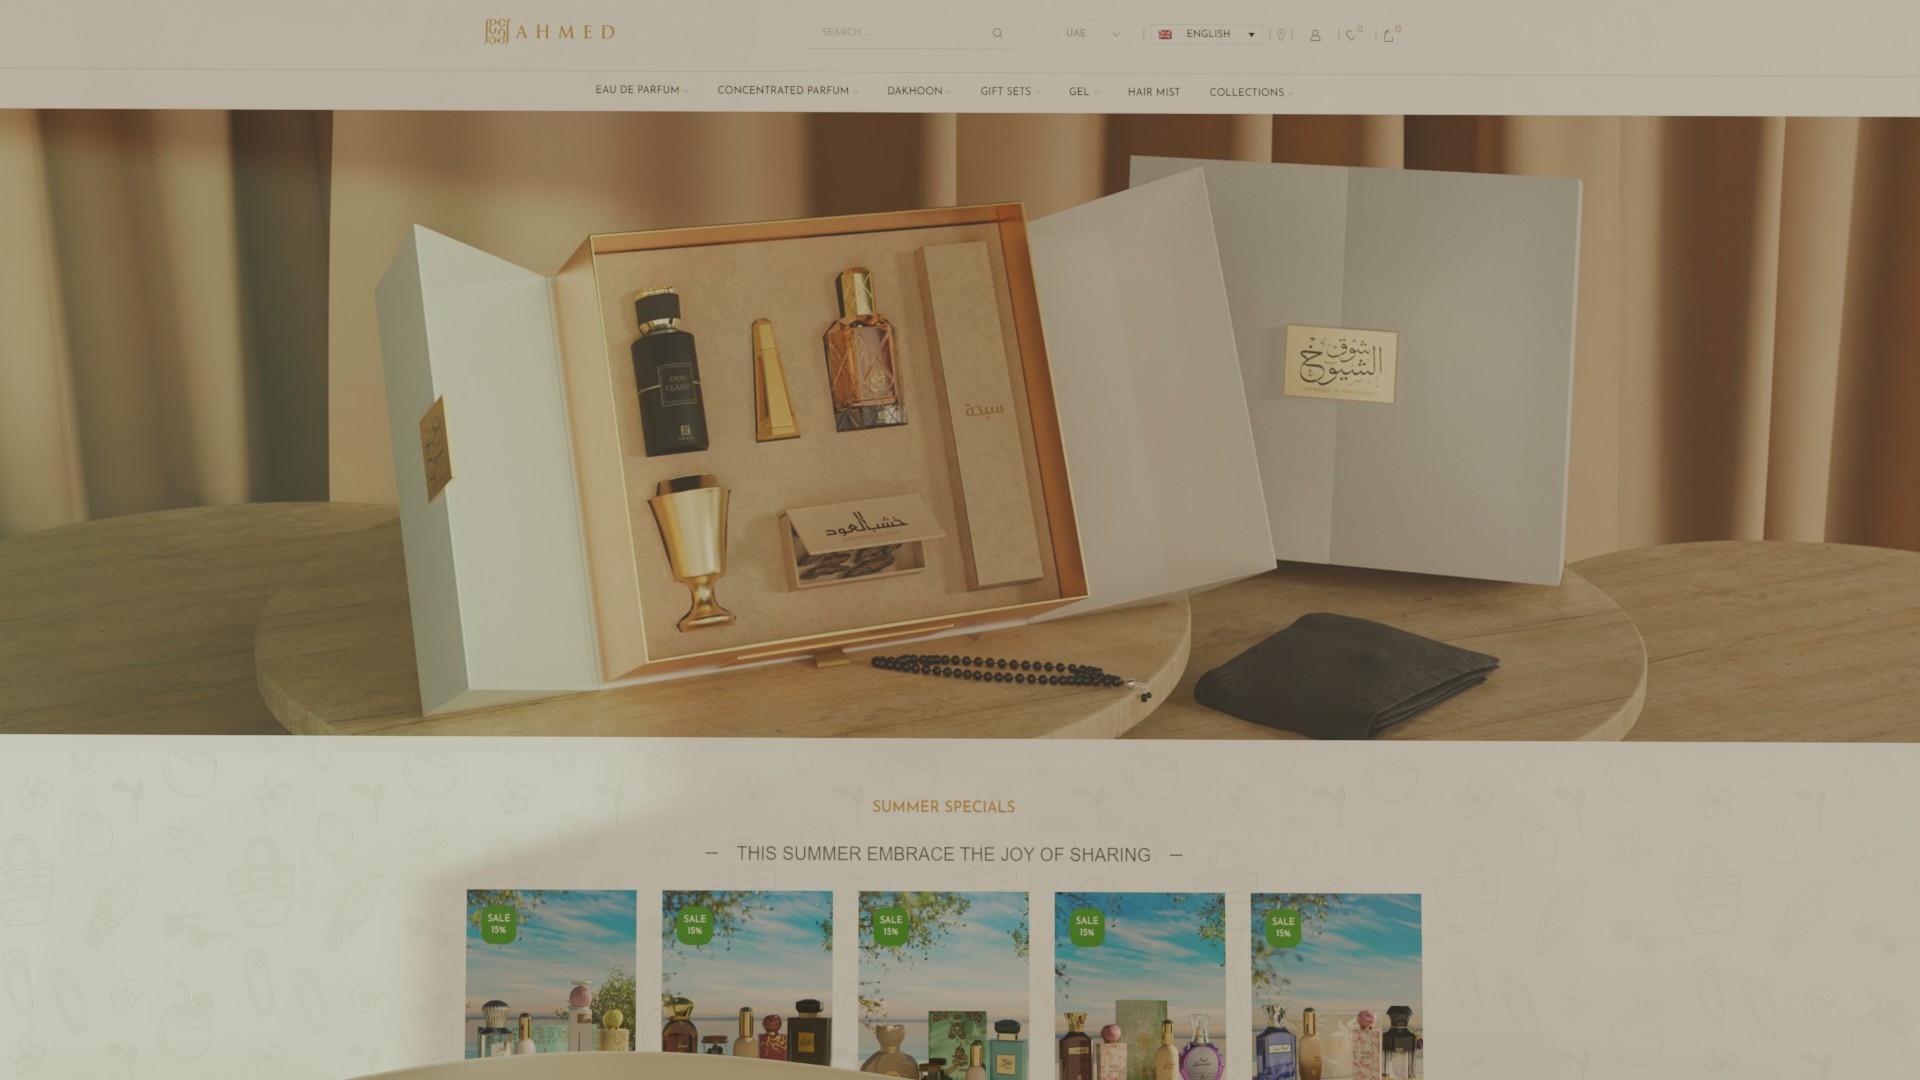 AHMED
SEARCH ..
UAE
ENGLISH
0
0
EAU DE PARFUM
CONCENTRATED PARFUM
DAKHOON
GIFT SETS
GEL
HAIR MIST
COLLECTIONS
OUD
CLASSIC
سبحة
خشب العود
شوق
الشيوخ
SUMMER SPECIALS
— THIS SUMMER EMBRACE THE JOY OF SHARING —
SALE
15%
SALE
15%
SALE
15%
SALE
15%
SALE
15%